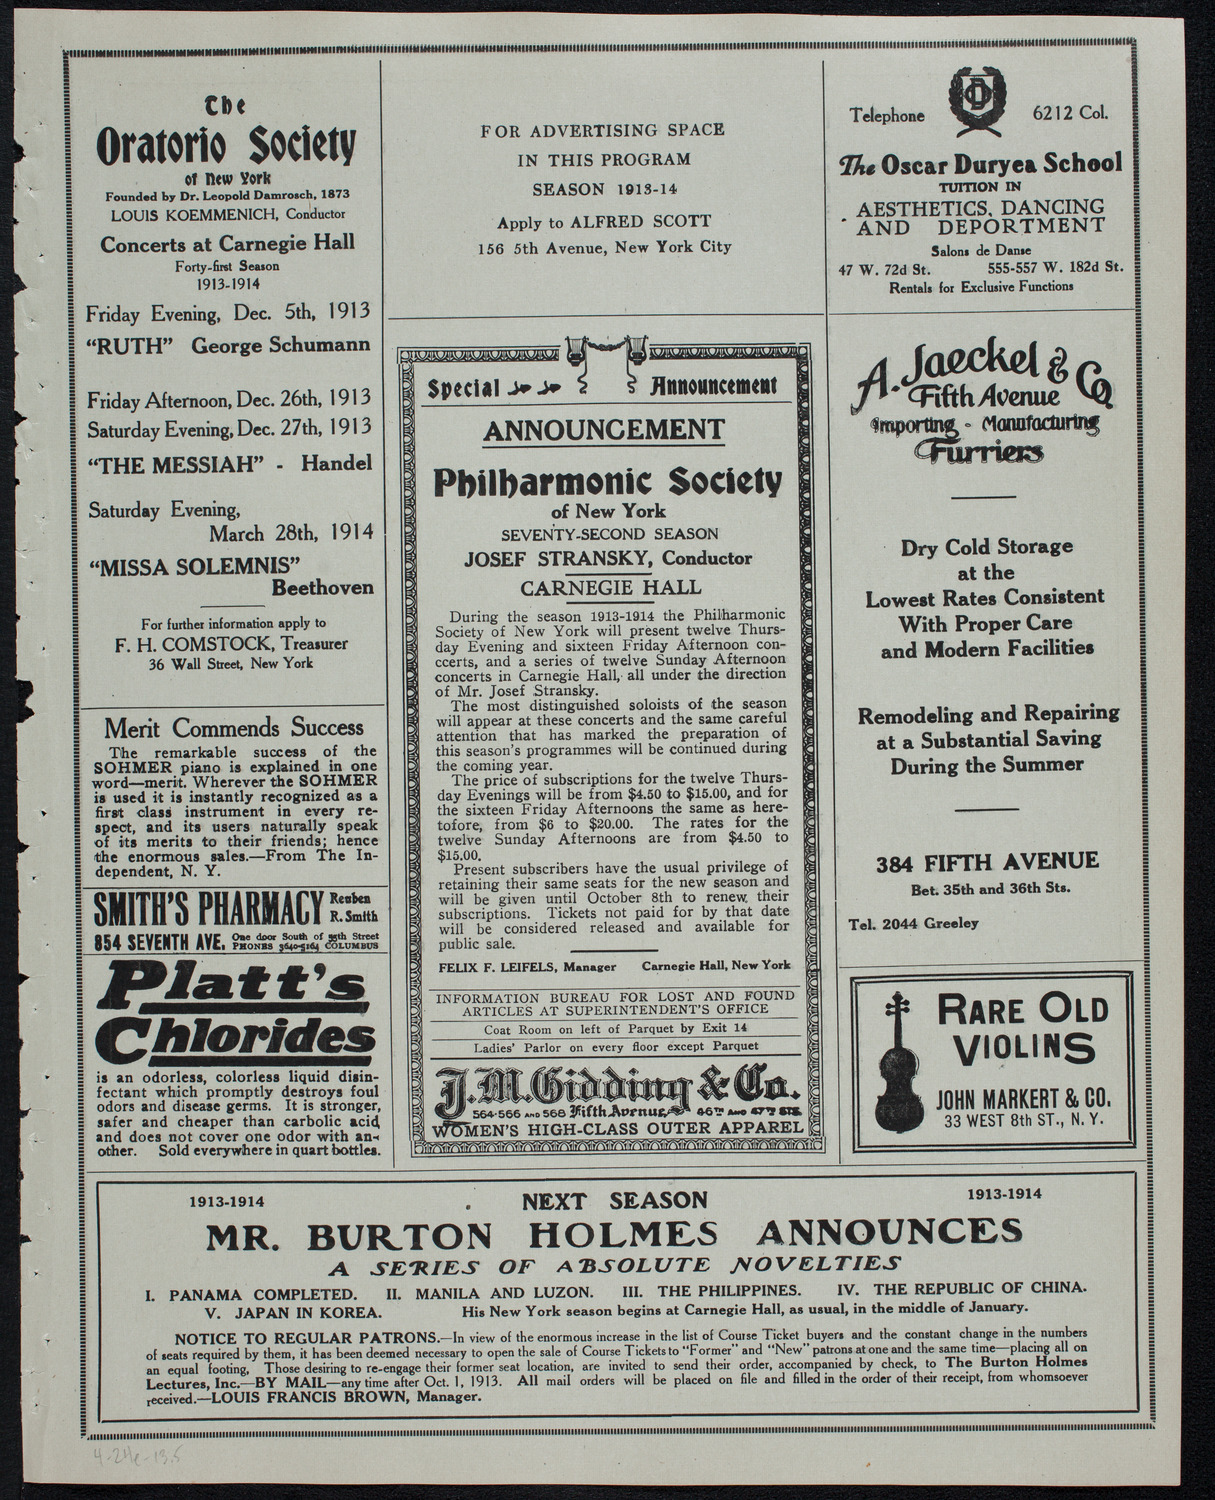 The
Oratorio Society
of New York
Founded by Dr. Leopold Damrosch, 1873
LOUIS KOEMMENICH, Conductor
Concerts at Carnegie Hall
Forty-first Season
1913-1914
Friday Evening, Dec. 5th, 1913
"RUTH" George Schumann
Friday Afternoon, Dec. 26th, 1913
Saturday Evening, Dec. 27th, 1913
"THE MESSIAH" - Handel
Saturday Evening,
March 28th, 1914
"MISSA SOLEMNIS"
Beethoven
For further information apply to
F. H. COMSTOCK, Treasurer
36 Wall Street, New York
Merit Commends Success
The remarkable success of the
SOHMER piano is explained in one
word—merit. Wherever the SOHMER
is used it is instantly recognized as a
first class instrument in every re-
spect, and its users naturally speak
of its merits to their friends; hence
the enormous sales.—From The In-
dependent, N. Y.
SMITH'S PHARMACY Reuben
R. Smith
854 SEVENTH AVE. One door South of 55th Street
PHONES 3640-5164 COLUMBUS
Platt's
Chlorides
is an odorless, colorless liquid disin-
fectant which promptly destroys foul
odors and disease germs. It is stronger,
safer and cheaper than carbolic acid
and does not cover one odor with an-
other. Sold everywhere in quart bottles.
FOR ADVERTISING SPACE
IN THIS PROGRAM
SEASON 1913-14
Apply to ALFRED SCOTT
156 5th Avenue, New York City
Special Announcement
ANNOUNCEMENT
Philharmonic Society
of New York
SEVENTY-SECOND SEASON
JOSEF STRANSKY, Conductor
CARNEGIE HALL
During the season 1913-1914 the Philharmonic
Society of New York will present twelve Thurs-
day Evening and sixteen Friday Afternoon con-
ccerts, and a series of twelve Sunday Afternoon
concerts in Carnegie Hall, all under the direction
of Mr. Josef Stransky.
The most distinguished soloists of the season
will appear at these concerts and the same careful
attention that has marked the preparation of
this season's programmes will be continued during
the coming year.
The price of subscriptions for the twelve Thurs-
day Evenings will be from $4.50 to $15.00, and for
the sixteen Friday Afternoons the same as here-
tofore, from $6 to $20.00. The rates for the
twelve Sunday Afternoons are from $4.50 to
$15.00.
Present subscribers have the usual privilege of
retaining their same seats for the new season and
will be given until October 8th to renew their
subscriptions. Tickets not paid for by that date
will be considered released and available for
public sale.
FELIX F. LEIFELS, Manager Carnegie Hall, New York
INFORMATION BUREAU FOR LOST AND FOUND
ARTICLES AT SUPERINTENDENT'S OFFICE
Coat Room on left of Parquet by Exit 14
Ladies' Parlor on every floor except Parquet
J.M. Gidding & Co.
564-566 AND 568 Fifth Avenue 46TH AND 47TH STS.
WOMEN'S HIGH-CLASS OUTER APPAREL
Telephone 6212 Col.
The Oscar Duryea School
TUITION IN
AESTHETICS, DANCING
AND DEPORTMENT
Salons de Danse
47 W. 72d St. 555-557 W. 182d St.
Rentals for Exclusive Functions
A. Jaeckel & Co
Fifth Avenue
Importing - Manufacturing
Furriers
Dry Cold Storage
at the
Lowest Rates Consistent
With Proper Care
and Modern Facilities
Remodeling and Repairing
at a Substantial Saving
During the Summer
384 FIFTH AVENUE
Bet. 35th and 36th Sts.
Tel. 2044 Greeley
RARE OLD
VIOLINS
JOHN MARKERT & CO.
33 WEST 8th ST., N. Y.
1913-1914 NEXT SEASON 1913-1914
MR. BURTON HOLMES ANNOUNCES
A SERIES OF ABSOLUTE NOVELTIES
I. PANAMA COMPLETED. II. MANILA AND LUZON. III. THE PHILIPPINES. IV. THE REPUBLIC OF CHINA.
V. JAPAN IN KOREA. His New York season begins at Carnegie Hall, as usual, in the middle of January.
NOTICE TO REGULAR PATRONS.—In view of the enormous increase in the list of Course Ticket buyers and the constant change in the numbers
of seats required by them, it has been deemed necessary to open the sale of Course Tickets to "Former" and "New" patrons at one and the same time—placing all on
an equal footing, Those desiring to re-engage their former seat location, are invited to send their order, accompanied by check, to The Burton Holmes
Lectures, Inc.—BY MAIL—any time after Oct. 1, 1913. All mail orders will be placed on file and filled in the order of their receipt, from whomsoever
received.—LOUIS FRANCIS BROWN, Manager.